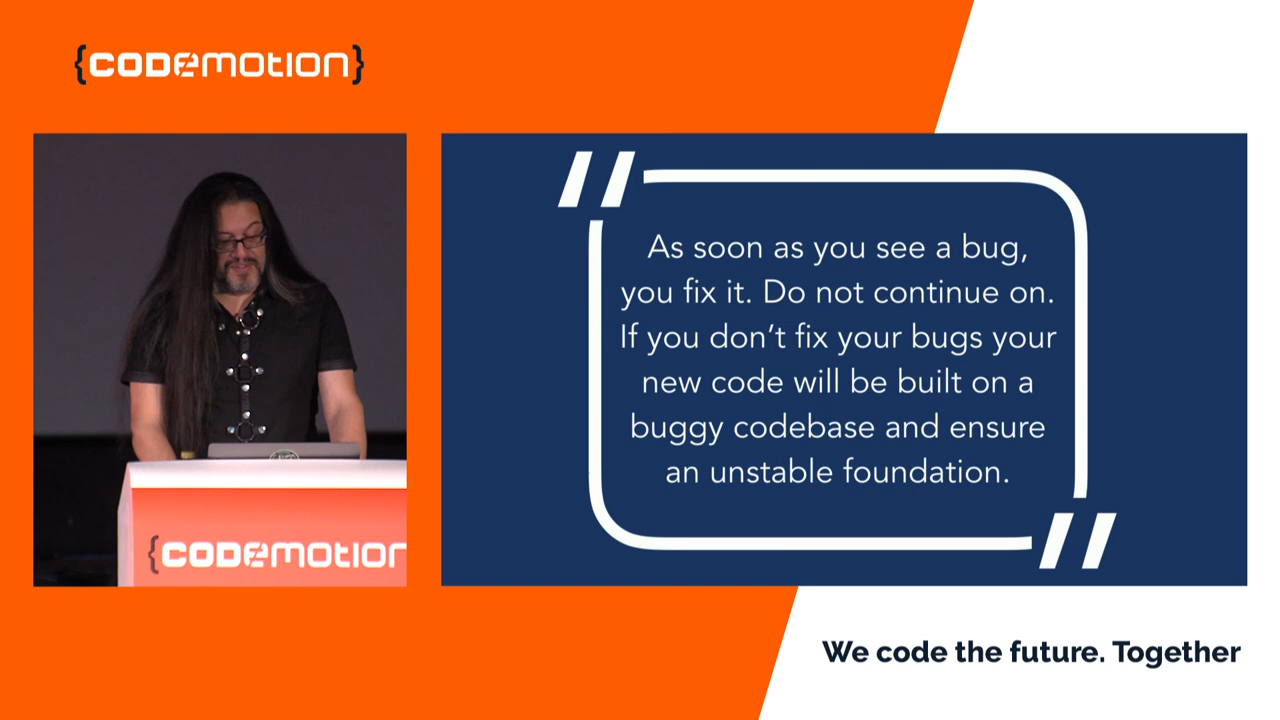 {CODEMOTION}
As soon as you see a bug,
you fix it. Do not continue on.
If you don’t fix your bugs your
new code will be built on a
buggy codebase and ensure
an unstable foundation.
{CODEMOTION
We code the future. Together